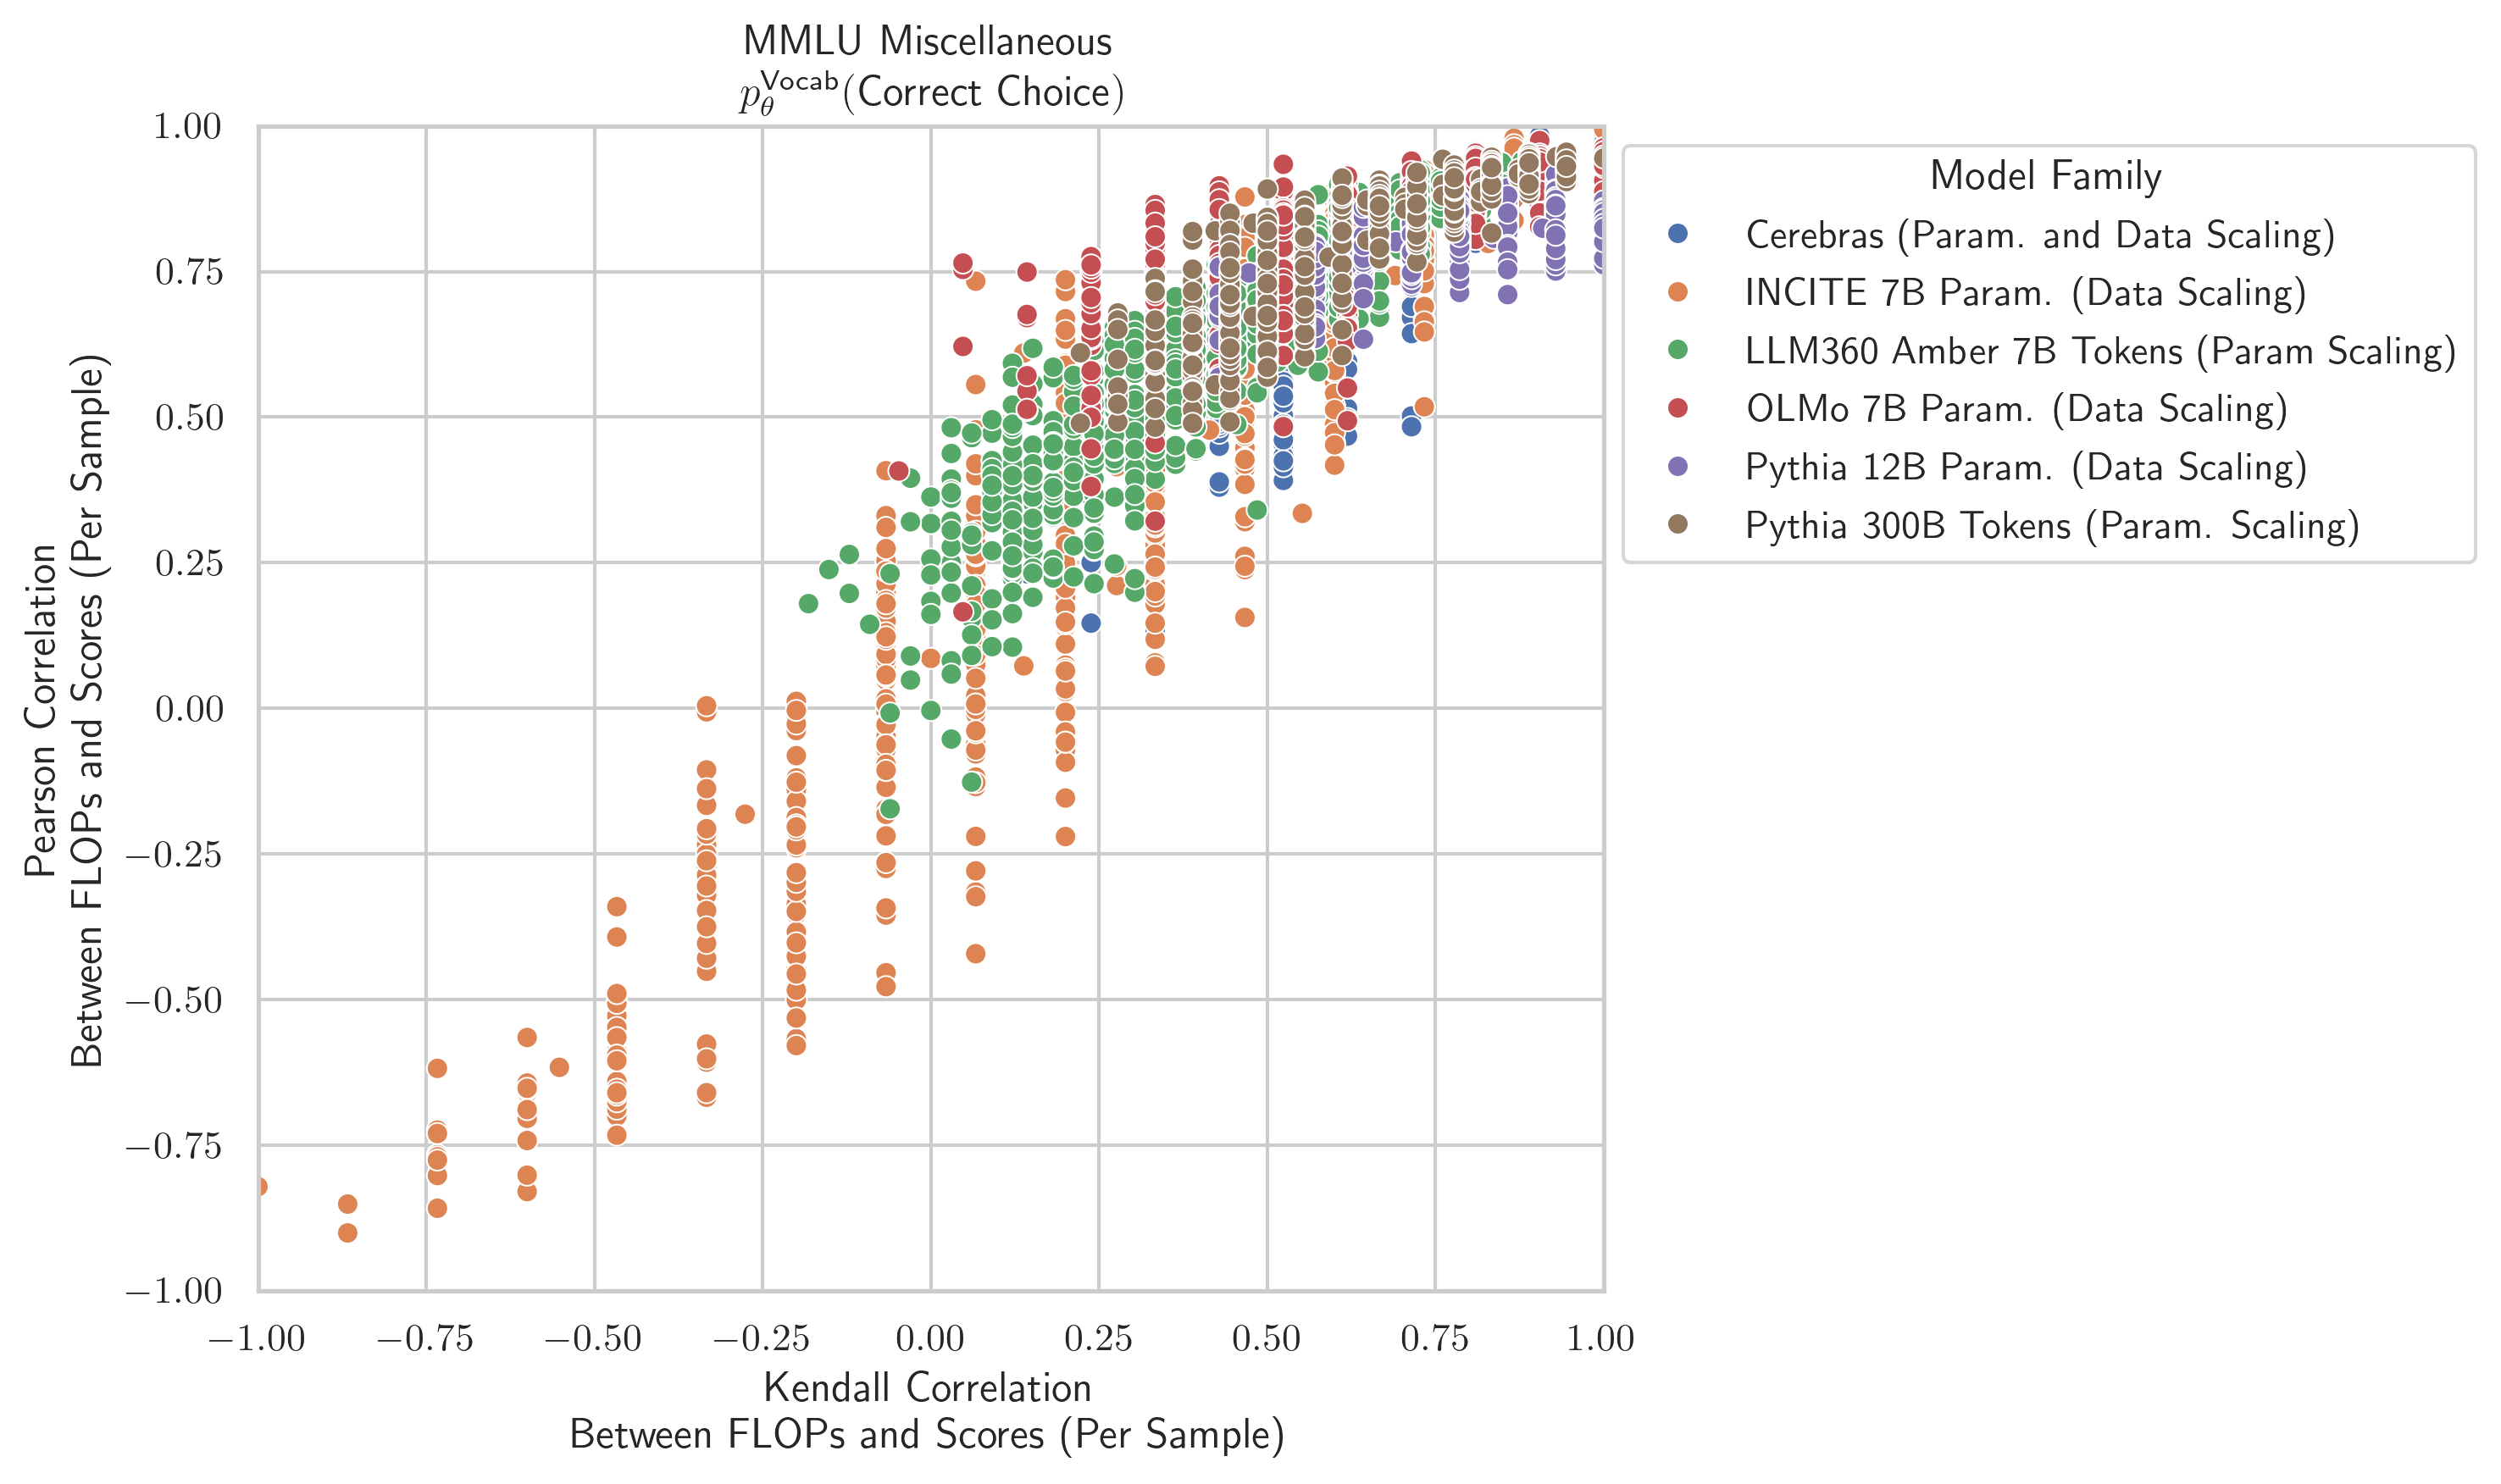 MMLU Miscellaneous
p_θ^Vocab(Correct Choice)
1.00
0.75
0.50
0.25
0.00
−0.25
−0.50
−0.75
−1.00
Pearson Correlation
Between FLOPs and Scores (Per Sample)
−1.00 −0.75 −0.50 −0.25 0.00 0.25 0.50 0.75 1.00
Kendall Correlation
Between FLOPs and Scores (Per Sample)
Model Family
Cerebras (Param. and Data Scaling)
INCITE 7B Param. (Data Scaling)
LLM360 Amber 7B Tokens (Param Scaling)
OLMo 7B Param. (Data Scaling)
Pythia 12B Param. (Data Scaling)
Pythia 300B Tokens (Param. Scaling)